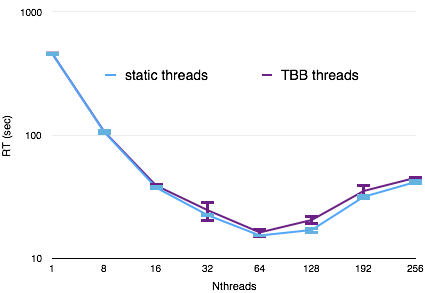 1000
static threads
TBB threads
100
RT (sec)
10
1 8 16 32 64 128 192 256
Nthreads